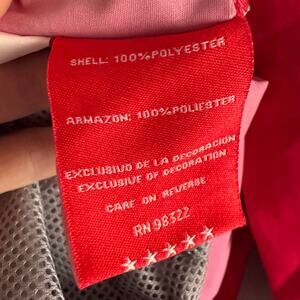 SHELL: 100%POLYESTER
ARMAZON: 100%POLIESTER
EXCLUSIVO DE LA DECORACION
EXCLUSIVE OF DECORATION
CARE ON REVERSE
RN 98322